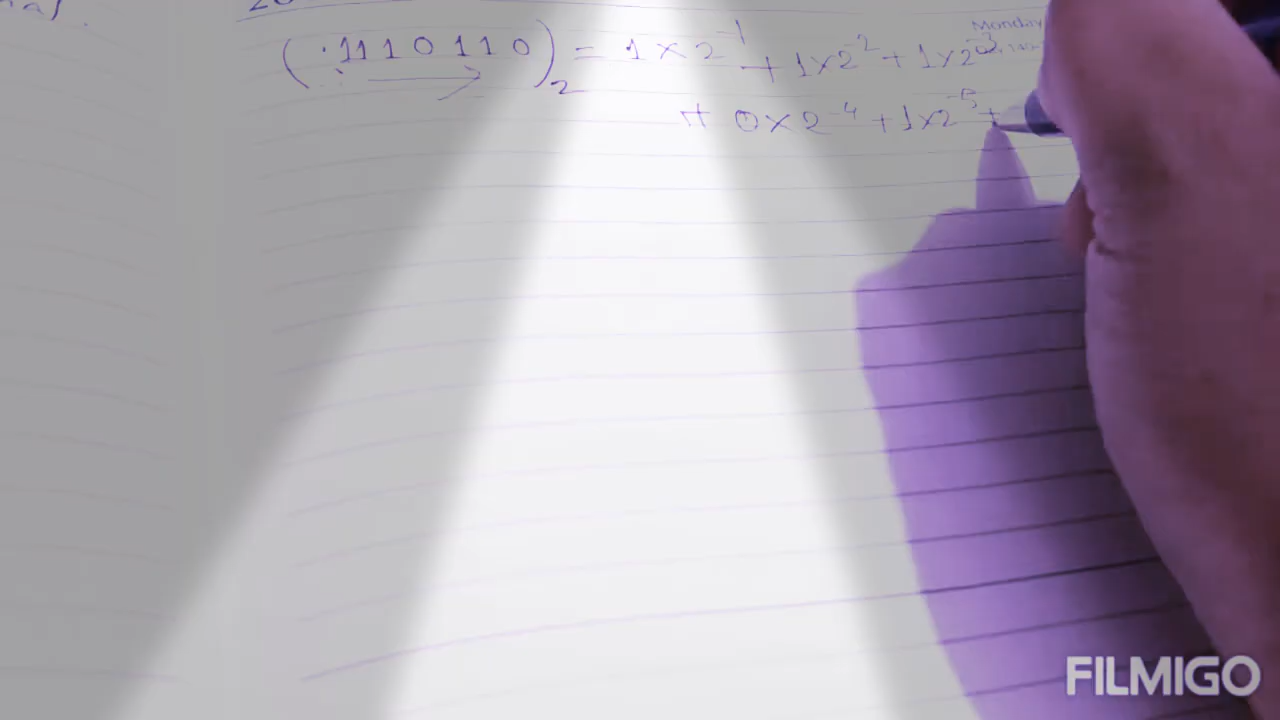 (.1110110)₂ = 1×2⁻¹ + 1×2⁻² + 1×2⁻³
+ 0×2⁻⁴ + 1×2⁻⁵ +
Monday
FILMIGO